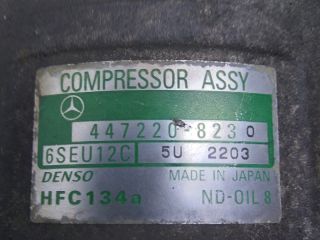 COMPRESSOR ASSY
447220-8230
6SEU12C 5U 2203
DENSO MADE IN JAPAN
HFC134a ND-OIL 8